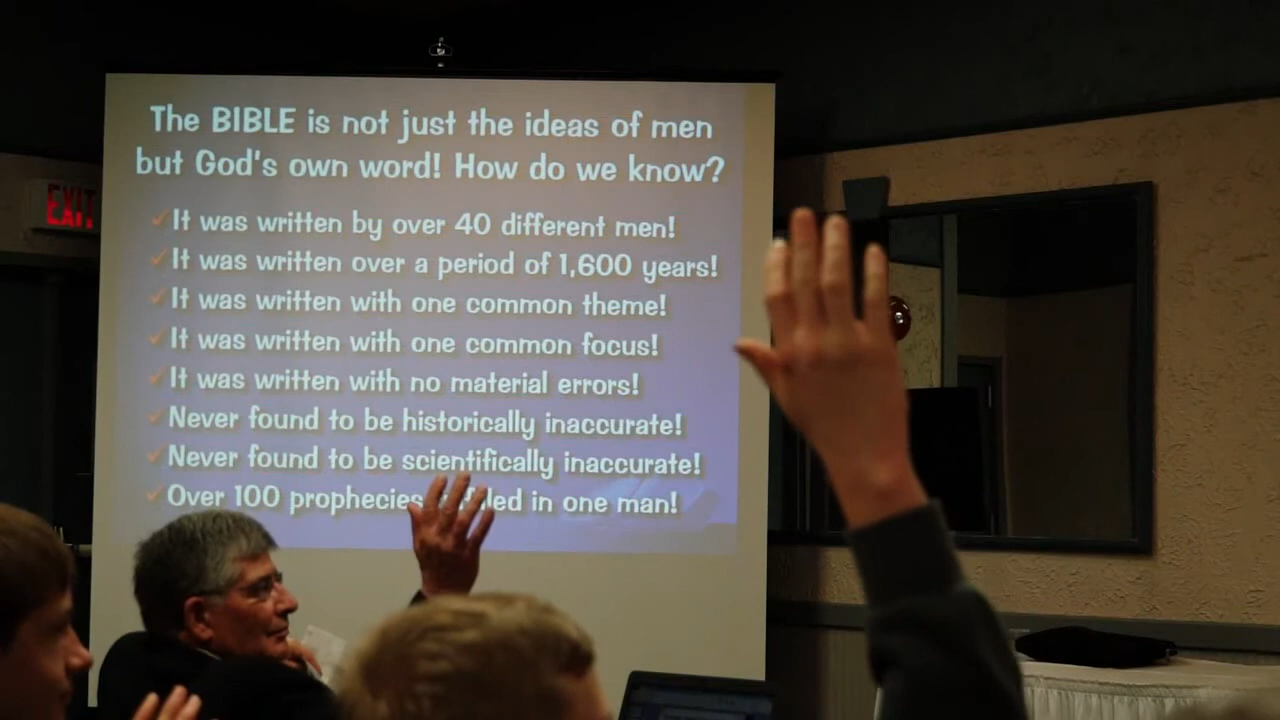 The BIBLE is not just the ideas of men
but God's own word! How do we know?
EXIT
It was written by over 40 different men!
It was written over a period of 1,600 years!
It was written with one common theme!
It was written with one common focus!
It was written with no material errors!
Never found to be historically inaccurate!
Never found to be scientifically inaccurate!
Over 100 prophecies in one man!